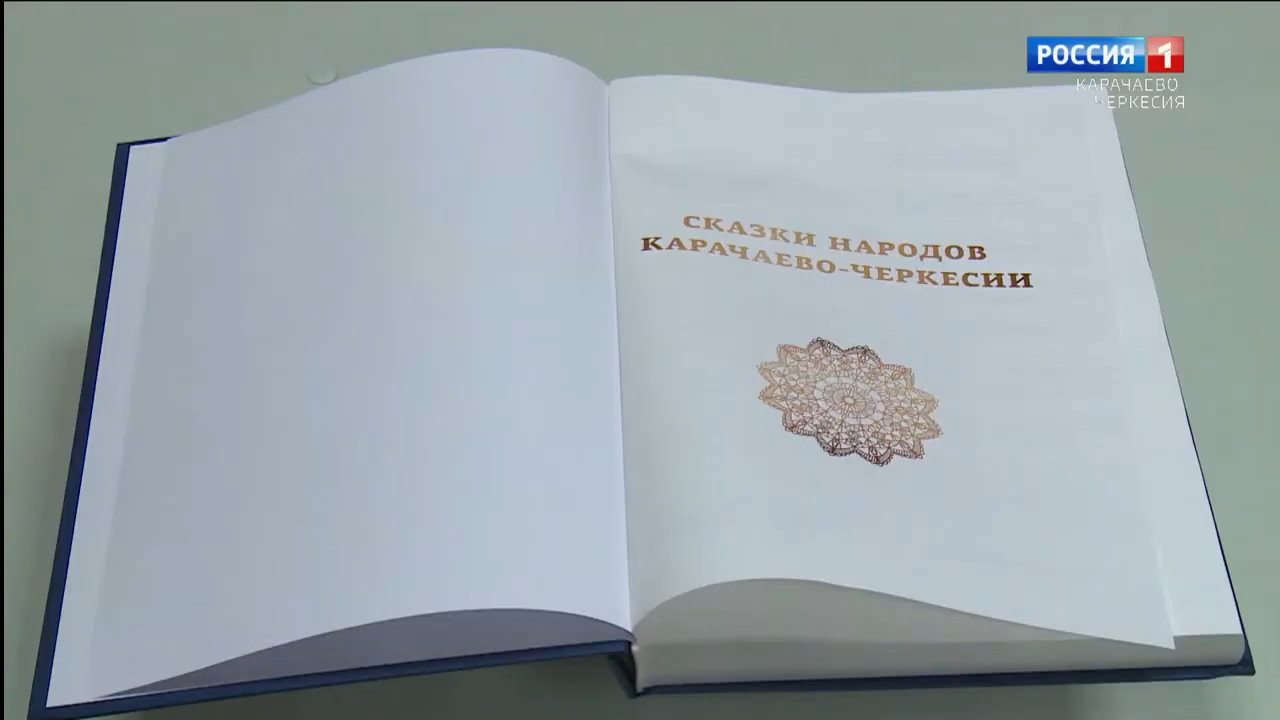 РОССИЯ 1
КАРАЧАЕВО
ЧЕРКЕСИЯ
СКАЗКИ НАРОДОВ
КАРАЧАЕВО-ЧЕРКЕСИИ